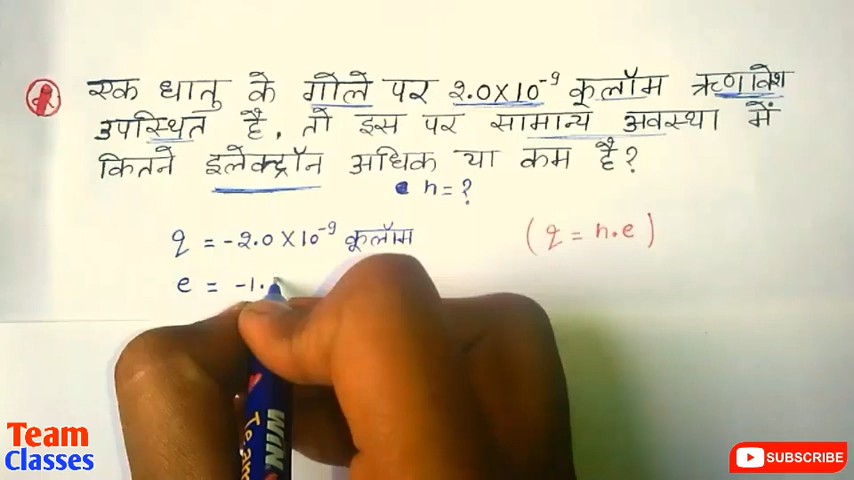 एक धातु के गोले पर 2.0×10⁻⁹ कूलॉम ऋणावेश
उपस्थित है, तो इस पर सामान्य अवस्था में
कितने इलेक्ट्रॉन अधिक या कम है?
n = ?
q = -2.0×10⁻⁹ कूलॉम (q = n.e)
e = -1.
WIN
Team
Classes
SUBSCRIBE